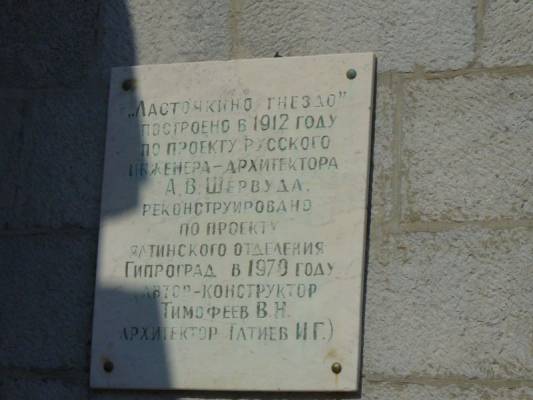 „Ласточкино гнездо"
построено в 1912 году
по проекту русского
инженера-архитектора
А.В. Шервуда.
реконструировано
по проекту
ялтинского отделения
Гипроград в 1970 году
(автор-конструктор
Тимофеев В.Н.
архитектор Татиев И.Г.)